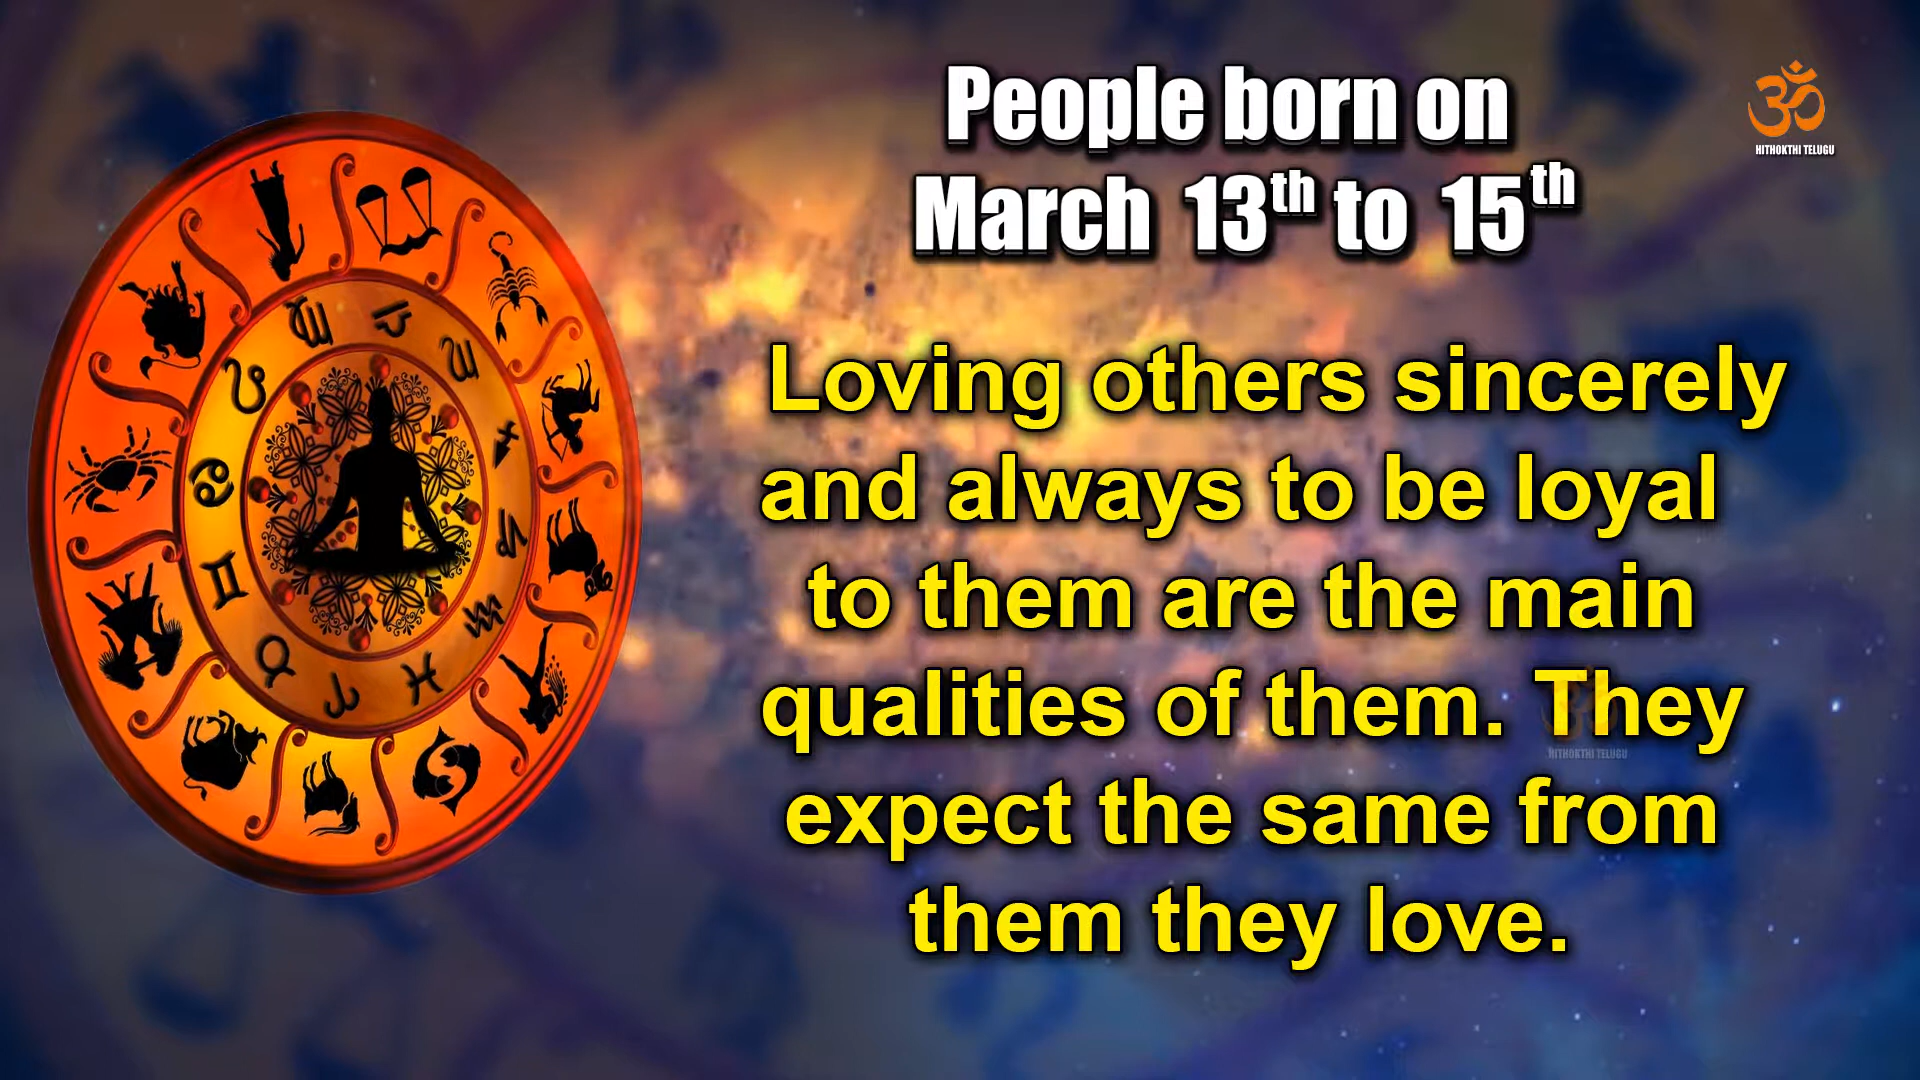 People born on
March 13th to 15th
HITHOKTHI TELUGU
Loving others sincerely
and always to be loyal
to them are the main
qualities of them. They
HITHOKTHI TELUGU
expect the same from
them they love.